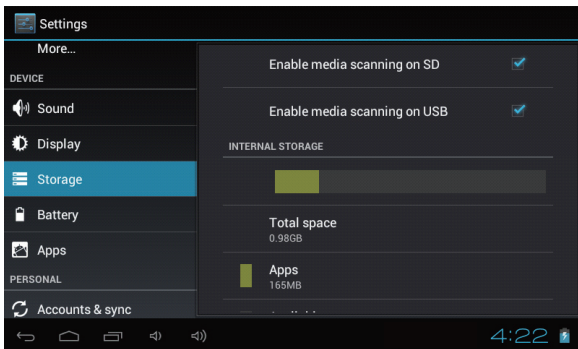 Settings
More...
DEVICE
Sound
Display
Storage
Battery
Apps
PERSONAL
Accounts & sync
Enable media scanning on SD
Enable media scanning on USB
INTERNAL STORAGE
Total space
0.98GB
Apps
165MB
4:22